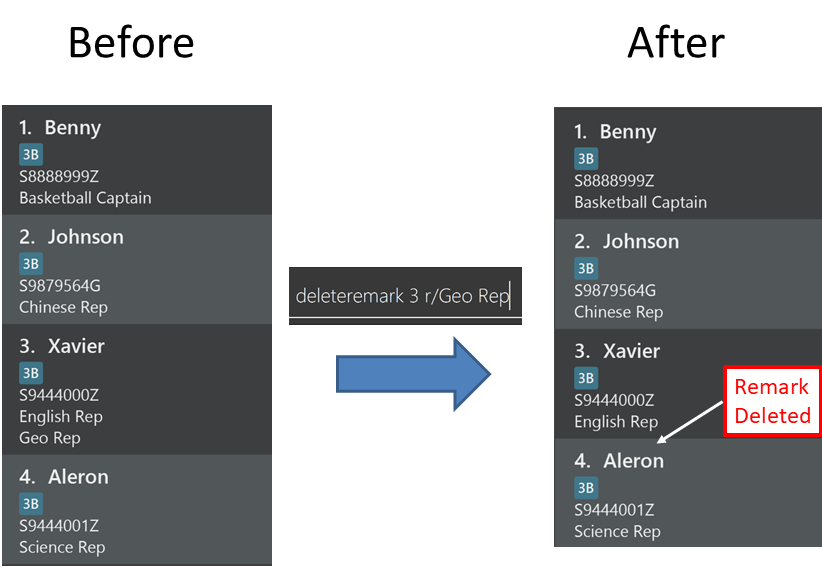 Before
1. Benny
3B
S8888999Z
Basketball Captain
2. Johnson
3B
S9879564G
Chinese Rep
3. Xavier
3B
S9444000Z
English Rep
Geo Rep
4. Aleron
3B
S9444001Z
Science Rep
deleteremark 3 r/Geo Rep
After
1. Benny
3B
S8888999Z
Basketball Captain
2. Johnson
3B
S9879564G
Chinese Rep
3. Xavier
3B
S9444000Z
English Rep
Remark
Deleted
4. Aleron
3B
S9444001Z
Science Rep